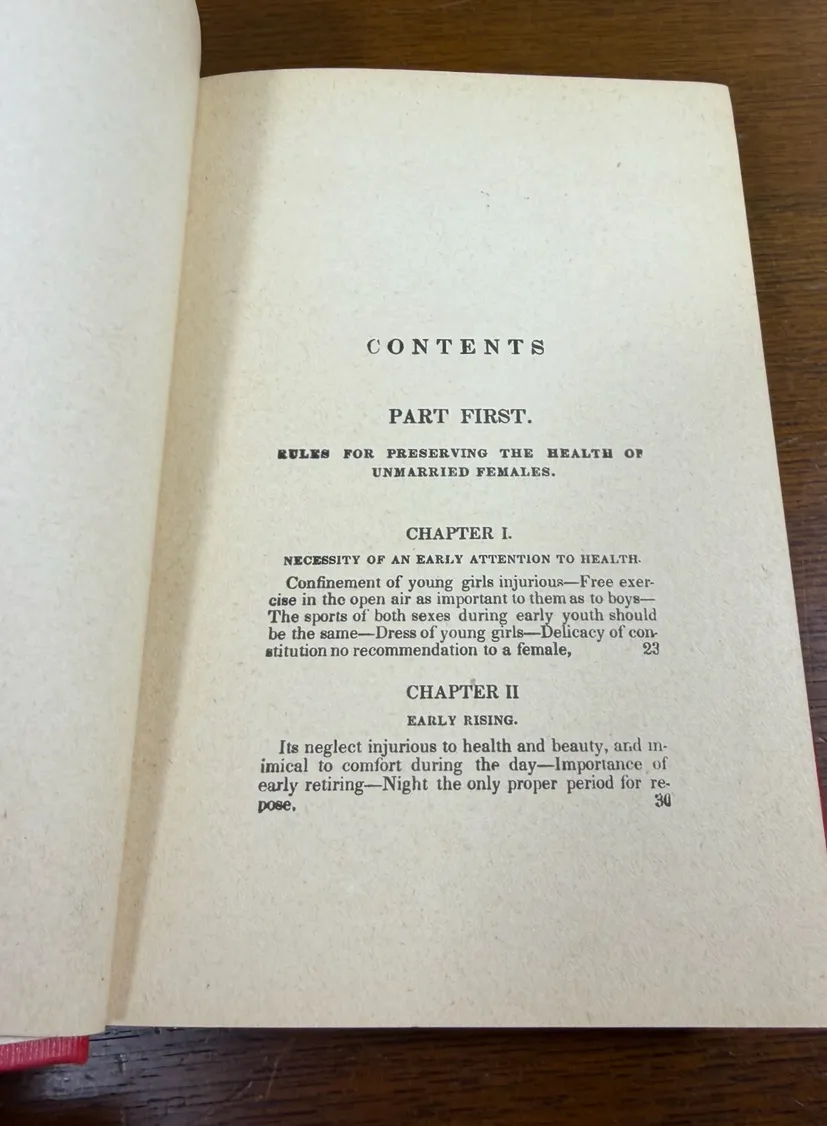 CONTENTS
PART FIRST.
RULES FOR PRESERVING THE HEALTH OF
UNMARRIED FEMALES.
CHAPTER I.
NECESSITY OF AN EARLY ATTENTION TO HEALTH.
Confinement of young girls injurious—Free exer-
cise in the open air as important to them as to boys—
The sports of both sexes during early youth should
be the same—Dress of young girls—Delicacy of con-
stitution no recommendation to a female, 23
CHAPTER II
EARLY RISING.
Its neglect injurious to health and beauty, and in-
imical to comfort during the day—Importance of
early retiring—Night the only proper period for re-
pose, 30